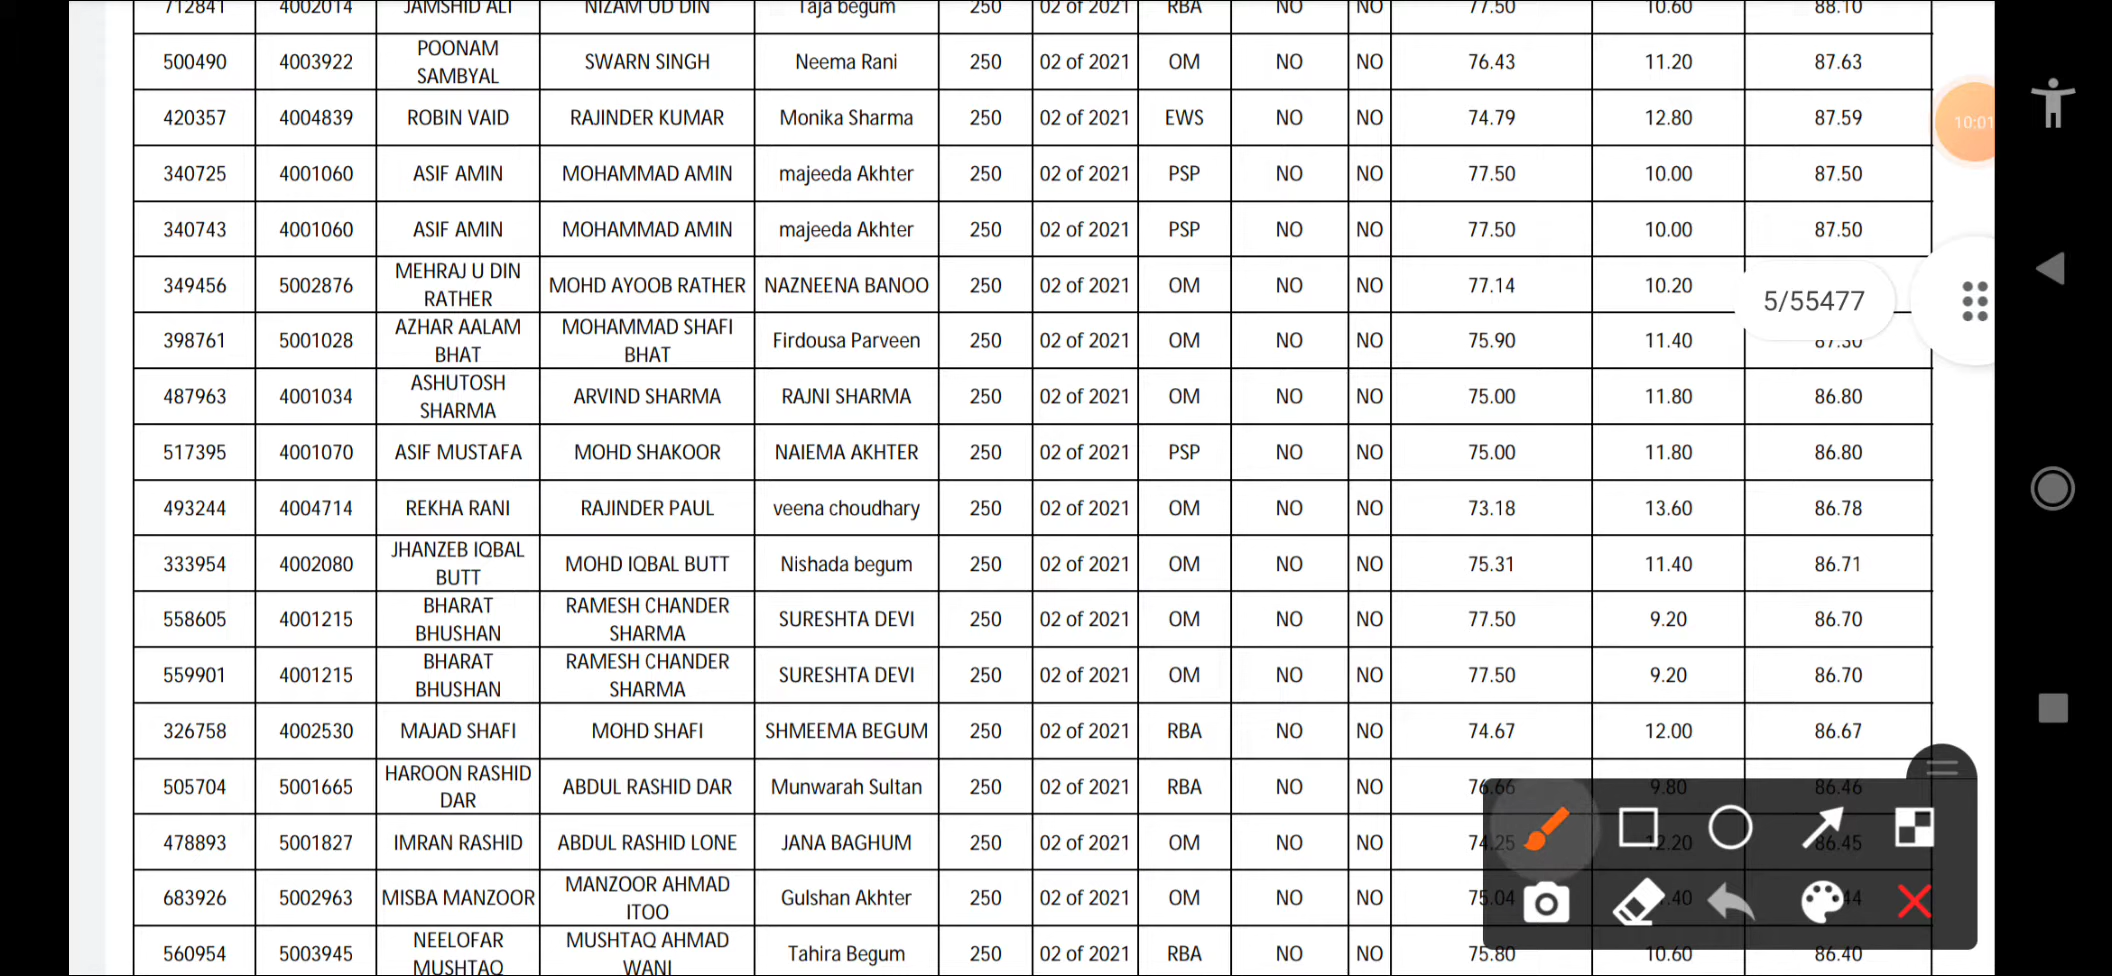 712841 4002014 JAMSHID ALI NIZAM UD DIN Taja begum 250 02 of 2021 RBA NO NO 77.50 10.60 88.10
500490 4003922 POONAM SAMBYAL SWARN SINGH Neema Rani 250 02 of 2021 OM NO NO 76.43 11.20 87.63
420357 4004839 ROBIN VAID RAJINDER KUMAR Monika Sharma 250 02 of 2021 EWS NO NO 74.79 12.80 87.59
10:01
340725 4001060 ASIF AMIN MOHAMMAD AMIN majeeda Akhter 250 02 of 2021 PSP NO NO 77.50 10.00 87.50
340743 4001060 ASIF AMIN MOHAMMAD AMIN majeeda Akhter 250 02 of 2021 PSP NO NO 77.50 10.00 87.50
349456 5002876 MEHRAJ U DIN RATHER MOHD AYOOB RATHER NAZNEENA BANOO 250 02 of 2021 OM NO NO 77.14 10.20
5/55477
398761 5001028 AZHAR AALAM BHAT MOHAMMAD SHAFI BHAT Firdousa Parveen 250 02 of 2021 OM NO NO 75.90 11.40 87.30
487963 4001034 ASHUTOSH SHARMA ARVIND SHARMA RAJNI SHARMA 250 02 of 2021 OM NO NO 75.00 11.80 86.80
517395 4001070 ASIF MUSTAFA MOHD SHAKOOR NAIEMA AKHTER 250 02 of 2021 PSP NO NO 75.00 11.80 86.80
493244 4004714 REKHA RANI RAJINDER PAUL veena choudhary 250 02 of 2021 OM NO NO 73.18 13.60 86.78
333954 4002080 JHANZEB IQBAL BUTT MOHD IQBAL BUTT Nishada begum 250 02 of 2021 OM NO NO 75.31 11.40 86.71
558605 4001215 BHARAT BHUSHAN RAMESH CHANDER SHARMA SURESHTA DEVI 250 02 of 2021 OM NO NO 77.50 9.20 86.70
559901 4001215 BHARAT BHUSHAN RAMESH CHANDER SHARMA SURESHTA DEVI 250 02 of 2021 OM NO NO 77.50 9.20 86.70
326758 4002530 MAJAD SHAFI MOHD SHAFI SHMEEMA BEGUM 250 02 of 2021 RBA NO NO 74.67 12.00 86.67
505704 5001665 HAROON RASHID DAR ABDUL RASHID DAR Munwarah Sultan 250 02 of 2021 RBA NO NO 76.66 9.80 86.46
478893 5001827 IMRAN RASHID ABDUL RASHID LONE JANA BAGHUM 250 02 of 2021 OM NO NO 74.25 12.20 86.45
683926 5002963 MISBA MANZOOR MANZOOR AHMAD ITOO Gulshan Akhter 250 02 of 2021 OM NO NO 75.04
560954 5003945 NEELOFAR MUSHTAQ MUSHTAQ AHMAD WANI Tahira Begum 250 02 of 2021 RBA NO NO 75.80 10.60 86.40